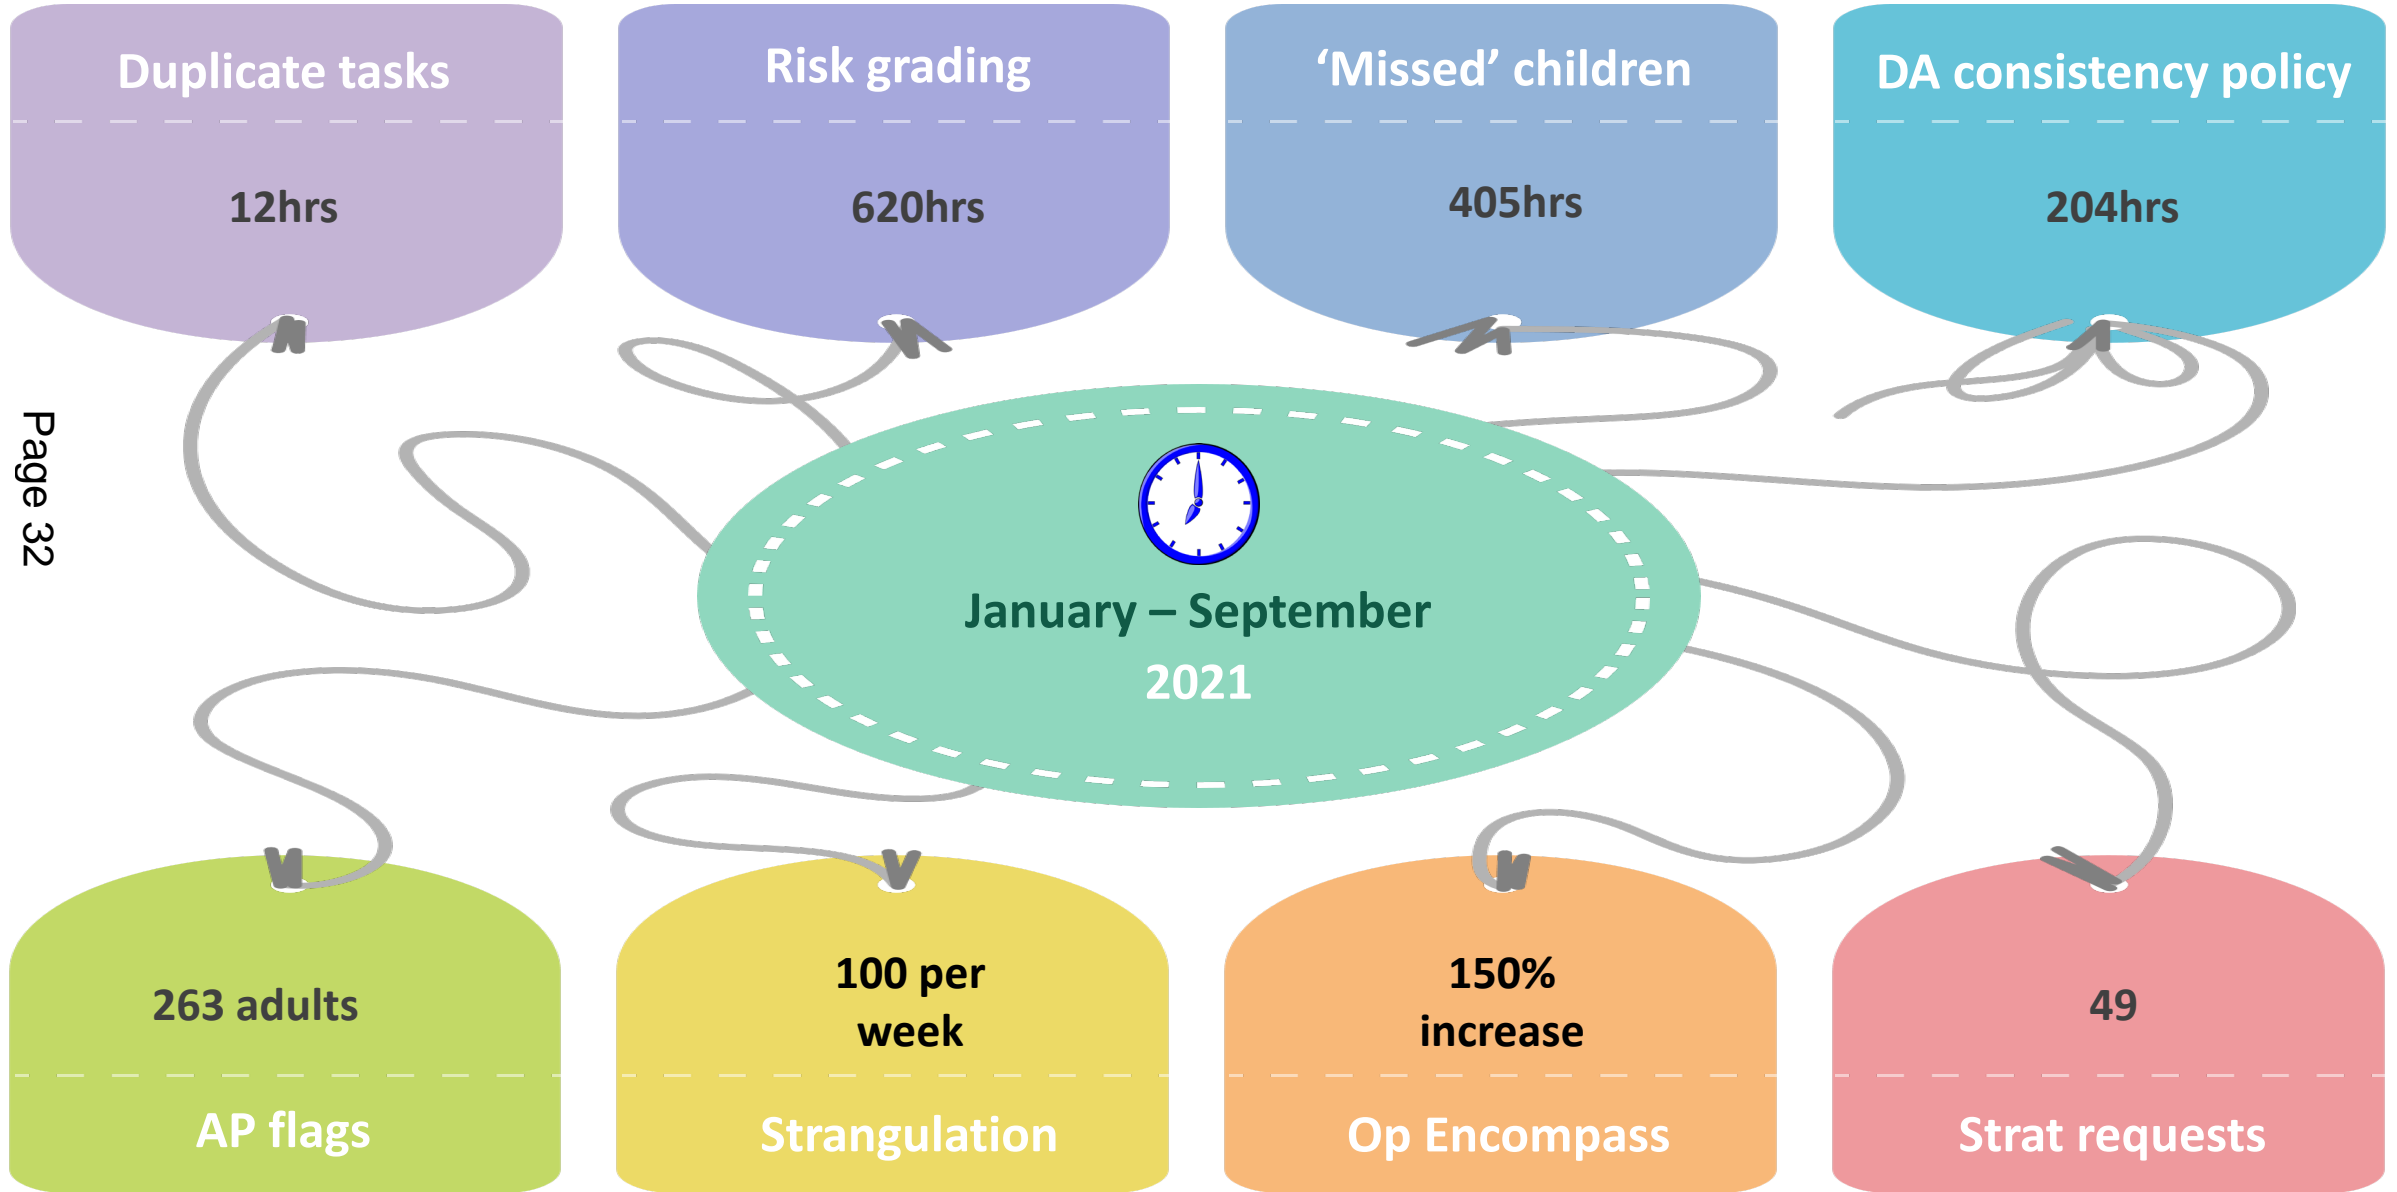 Duplicate tasks
12hrs
Risk grading
620hrs
‘Missed’ children
405hrs
DA consistency policy
204hrs
Page 32
January – September
2021
263 adults
AP flags
100 per
week
Strangulation
150%
increase
Op Encompass
49
Strat requests